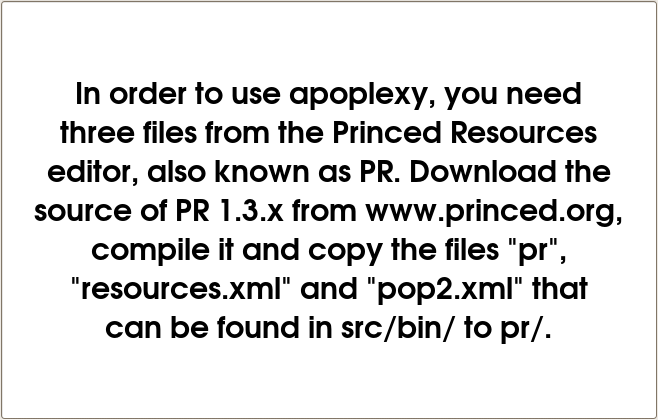 In order to use apoplexy, you need
three files from the Princed Resources
editor, also known as PR. Download the
source of PR 1.3.x from www.princed.org,
compile it and copy the files "pr",
"resources.xml" and "pop2.xml" that
can be found in src/bin/ to pr/.